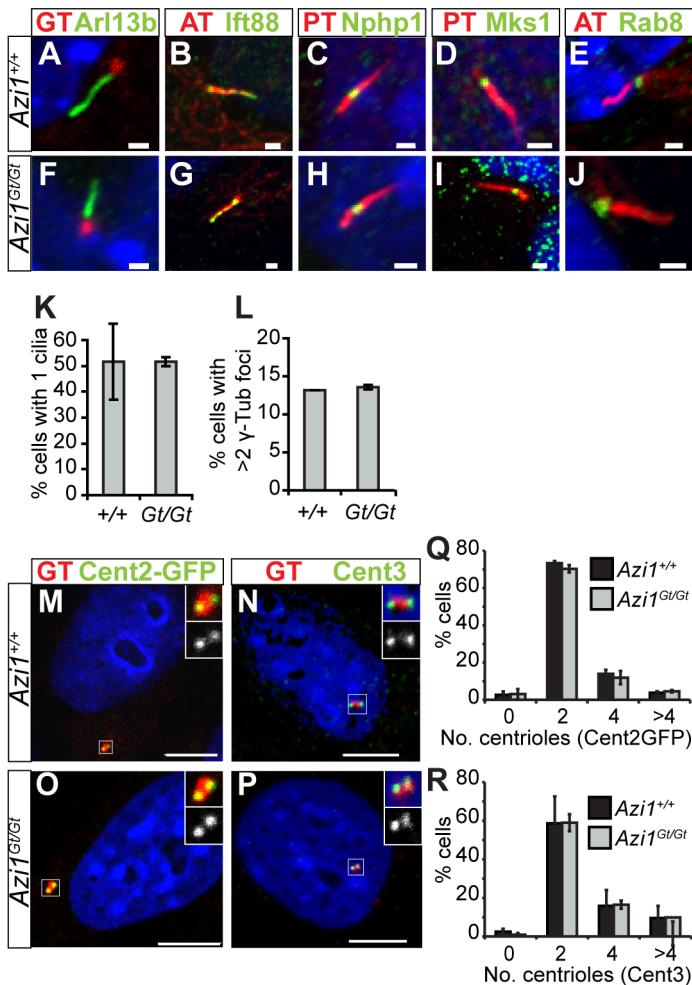 GT Arl13b AT Ift88 PT Nphp1 PT Mks1 AT Rab8
Azi1+/+
A B C D E
Azi1Gt/Gt
F G H I J
K
% cells with 1 cilia
60
50
40
30
20
10
0
+/+ Gt/Gt
L
% cells with
>2 γ-Tub foci
20
15
10
5
0
+/+ Gt/Gt
GT Cent2-GFP GT Cent3
Azi1+/+
M N
Azi1Gt/Gt
O P
Q
% cells
80
60
40
20
0
Azi1+/+
Azi1Gt/Gt
0 2 4 >4
No. centrioles (Cent2GFP)
R
% cells
80
60
40
20
0
Azi1+/+
Azi1Gt/Gt
0 2 4 >4
No. centrioles (Cent3)